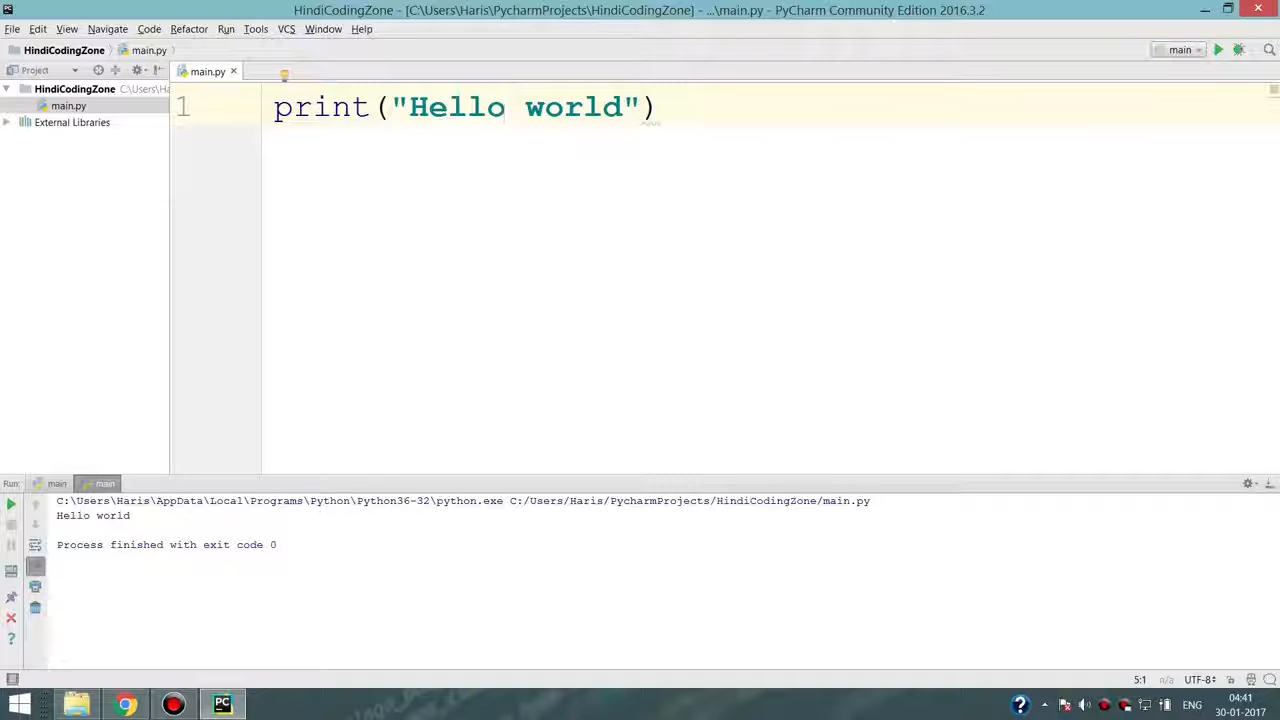 HindiCodingZone - [C:\Users\Haris\PycharmProjects\HindiCodingZone] - ...\main.py - PyCharm Community Edition 2016.3.2
File Edit View Navigate Code Refactor Run Tools VCS Window Help
HindiCodingZone main.py main
Project main.py
HindiCodingZone C:\Users\Ha
main.py
External Libraries
1 print("Hello world")
Run: main main
C:\Users\Haris\AppData\Local\Programs\Python\Python36-32\python.exe C:/Users/Haris/PycharmProjects/HindiCodingZone/main.py
Hello world
Process finished with exit code 0
5:1 n/a UTF-8
ENG 04:41
30-01-2017